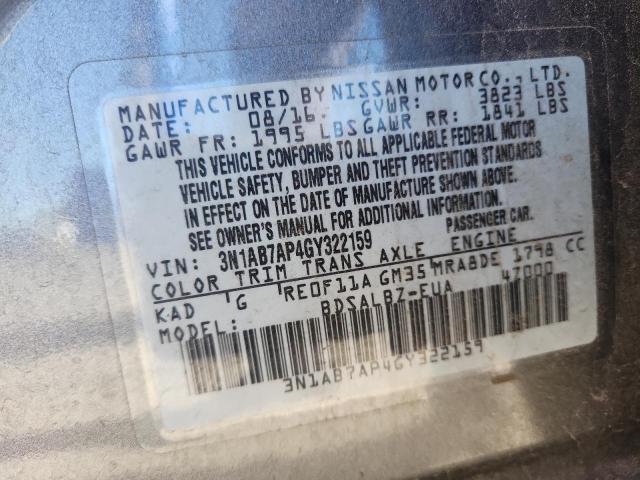 MANUFACTURED BY NISSAN MOTOR CO., LTD.
DATE: 08/16 GVWR: 3823 LBS
GAWR FR: 1995 LBS GAWR RR: 1841 LBS
THIS VEHICLE CONFORMS TO ALL APPLICABLE FEDERAL MOTOR
VEHICLE SAFETY, BUMPER AND THEFT PREVENTION STANDARDS
IN EFFECT ON THE DATE OF MANUFACTURE SHOWN ABOVE.
SEE OWNER'S MANUAL FOR ADDITIONAL INFORMATION.
VIN: 3N1AB7AP4GY322159 PASSENGER CAR.
COLOR TRIM TRANS AXLE ENGINE
KAD G RE0F11A GM35 MRA8DE 1798 CC
MODEL: BDSALBZ-EUA 47000
3N1AB7AP4GY322159